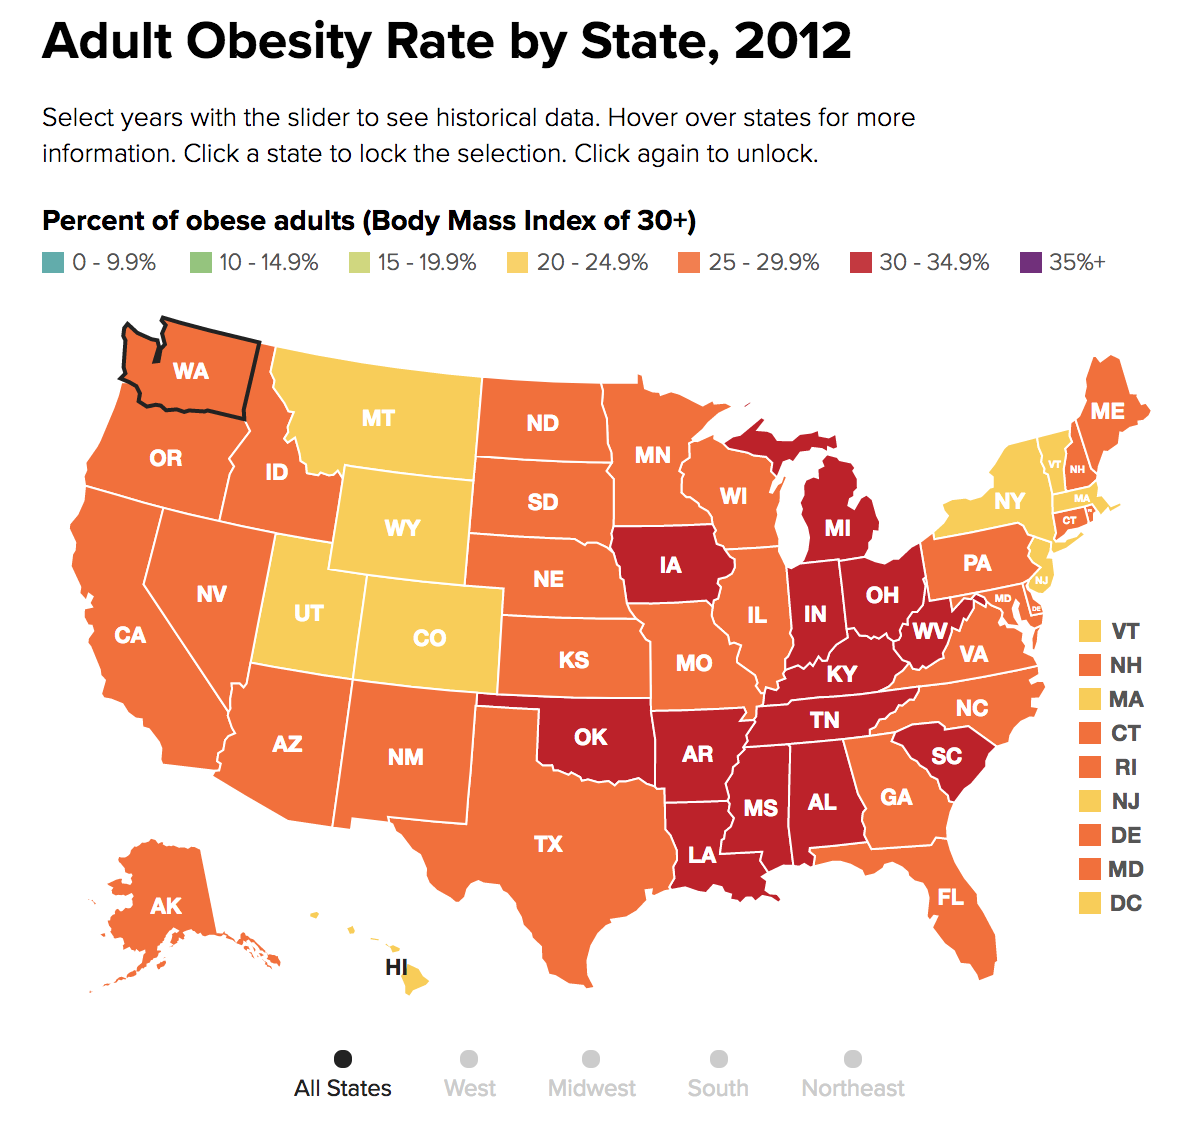 Adult Obesity Rate by State, 2012
Select years with the slider to see historical data. Hover over states for more
information. Click a state to lock the selection. Click again to unlock.
Percent of obese adults (Body Mass Index of 30+)
0 - 9.9% 10 - 14.9% 15 - 19.9% 20 - 24.9% 25 - 29.9% 30 - 34.9% 35%+
WA
MT
ND
ME
MN
OR
ID
VT
NH
WI
SD
NY
MA
WY
MI
CT
IA
PA
NE
NJ
NV
OH
MD
DE
UT
IN
IL
CO
CA
WV
VT
VA
KS
MO
NH
KY
MA
NC
TN
CT
OK
AZ
NM
AR
SC
RI
GA
MS
AL
NJ
TX
DE
LA
MD
FL
AK
DC
HI
All States West Midwest South Northeast